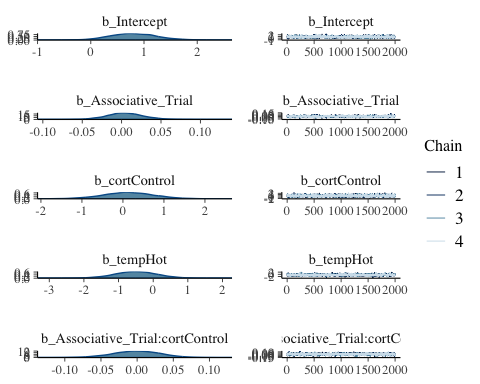 b_Intercept b_Intercept
-1 0 1 2 0 500 1000 1500 2000
b_Associative_Trial b_Associative_Trial
-0.10 -0.05 0.00 0.05 0.10 0 500 1000 1500 2000
Chain
1
2
3
4
b_cortControl b_cortControl
-2 -1 0 1 2 0 500 1000 1500 2000
b_tempHot b_tempHot
-3 -2 -1 0 1 2 0 500 1000 1500 2000
b_Associative_Trial:cortControl sociative_Trial:cortC
-0.10 -0.05 0.00 0.05 0.10 0 500 1000 1500 2000